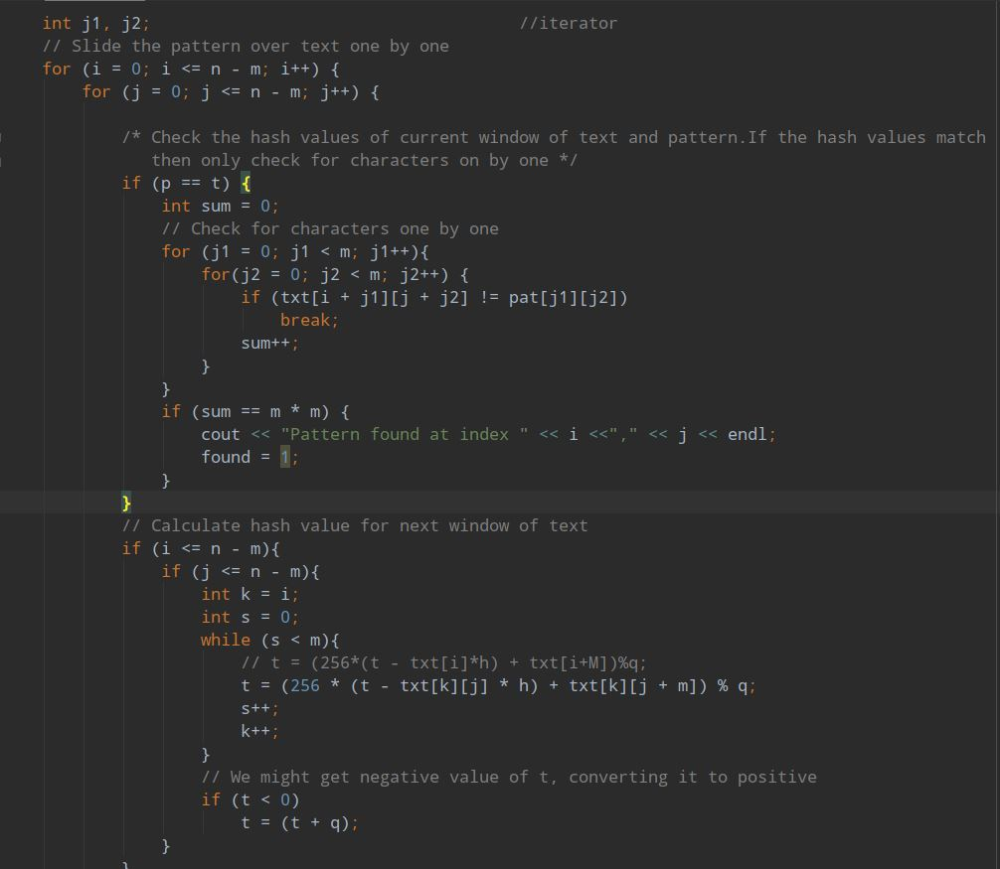 int j1, j2; //iterator
// Slide the pattern over text one by one
for (i = 0; i <= n - m; i++) {
for (j = 0; j <= n - m; j++) {
/* Check the hash values of current window of text and pattern.If the hash values match
then only check for characters on by one */
if (p == t) {
int sum = 0;
// Check for characters one by one
for (j1 = 0; j1 < m; j1++){
for(j2 = 0; j2 < m; j2++) {
if (txt[i + j1][j + j2] != pat[j1][j2])
break;
sum++;
}
}
if (sum == m * m) {
cout << "Pattern found at index " << i <<"," << j << endl;
found = 1;
}
}
// Calculate hash value for next window of text
if (i <= n - m){
if (j <= n - m){
int k = i;
int s = 0;
while (s < m){
// t = (256*(t - txt[i]*h) + txt[i+M])%q;
t = (256 * (t - txt[k][j] * h) + txt[k][j + m]) % q;
s++;
k++;
}
// We might get negative value of t, converting it to positive
if (t < 0)
t = (t + q);
}
}